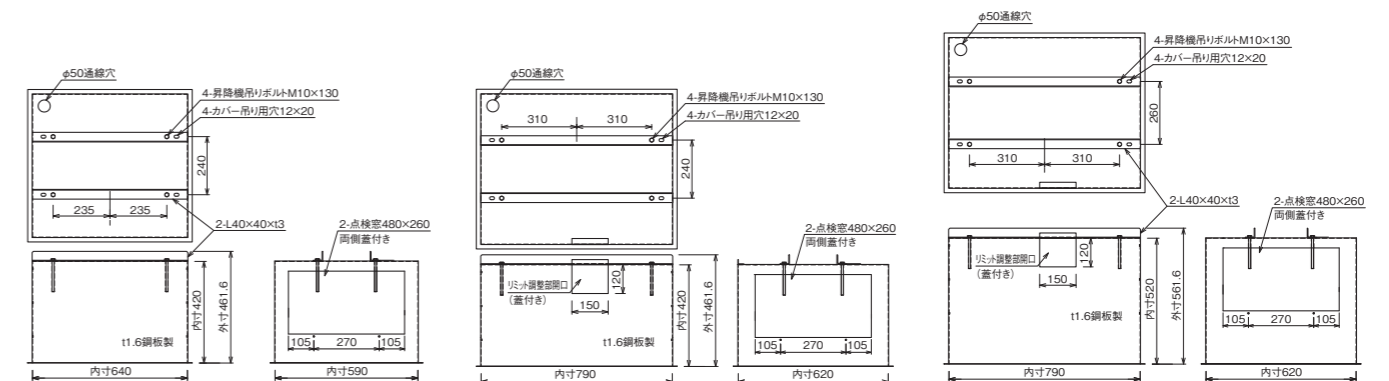 φ50通線穴
4-昇降機吊りボルトM10×130
4-カバー吊り用穴12×20
240
235
235
2-L40×40×t3
2-点検窓480×260
両側蓋付き
内寸420
外寸461.6
t1.6鋼板製
105
270
105
内寸640
内寸590
φ50通線穴
4-昇降機吊りボルトM10×130
4-カバー吊り用穴12×20
310
310
240
2-点検窓480×260
両側蓋付き
リミット調整部開口
(蓋付き)
120
150
内寸420
外寸461.6
t1.6鋼板製
105
270
105
内寸790
内寸620
φ50通線穴
4-昇降機吊りボルトM10×130
4-カバー吊り用穴12×20
260
310
310
2-L40×40×t3
2-点検窓480×260
両側蓋付き
リミット調整部開口
(蓋付き)
120
150
内寸520
外寸561.6
t1.6鋼板製
105
270
105
内寸790
内寸620